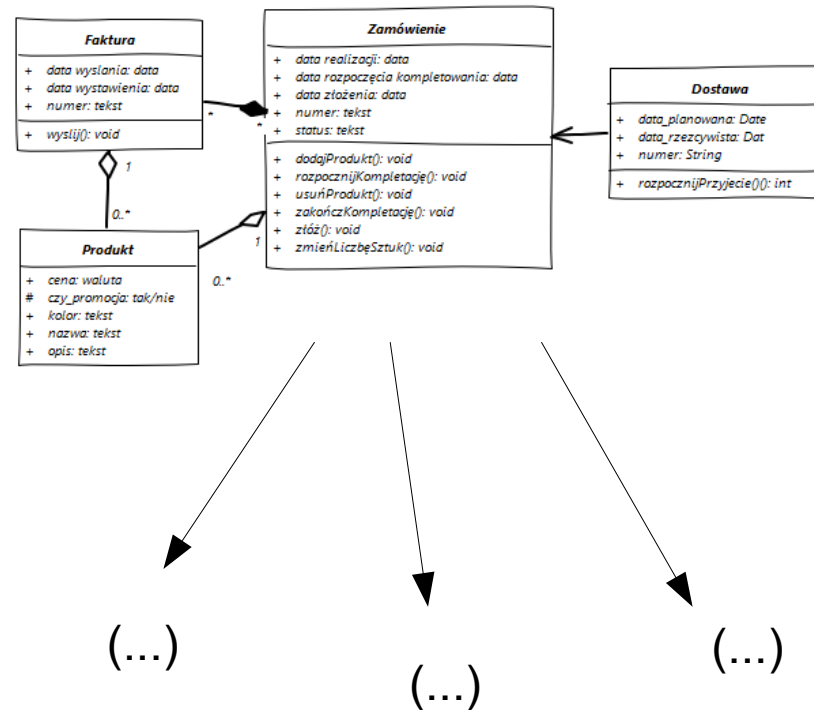 Faktura
+ data wyslania: data
+ data wystawienia: data
+ numer: tekst
+ wyslij(): void
Zamówienie
+ data realizacji: data
+ data rozpoczęcia kompletowania: data
+ data złożenia: data
+ numer: tekst
+ status: tekst
+ dodajProdukt(): void
+ rozpocznijKompletację(): void
+ usuńProdukt(): void
+ zakończKompletację(): void
+ złóż(): void
+ zmieńLiczbęSztuk(): void
Dostawa
+ data_planowana: Date
+ data_rzezcywista: Dat
+ numer: String
+ rozpocznijPrzyjecie()(): int
*
*
1
0..*
Produkt
+ cena: waluta
# czy_promocja: tak/nie
+ kolor: tekst
+ nazwa: tekst
+ opis: tekst
1
0..*
(...)
(...)
(...)